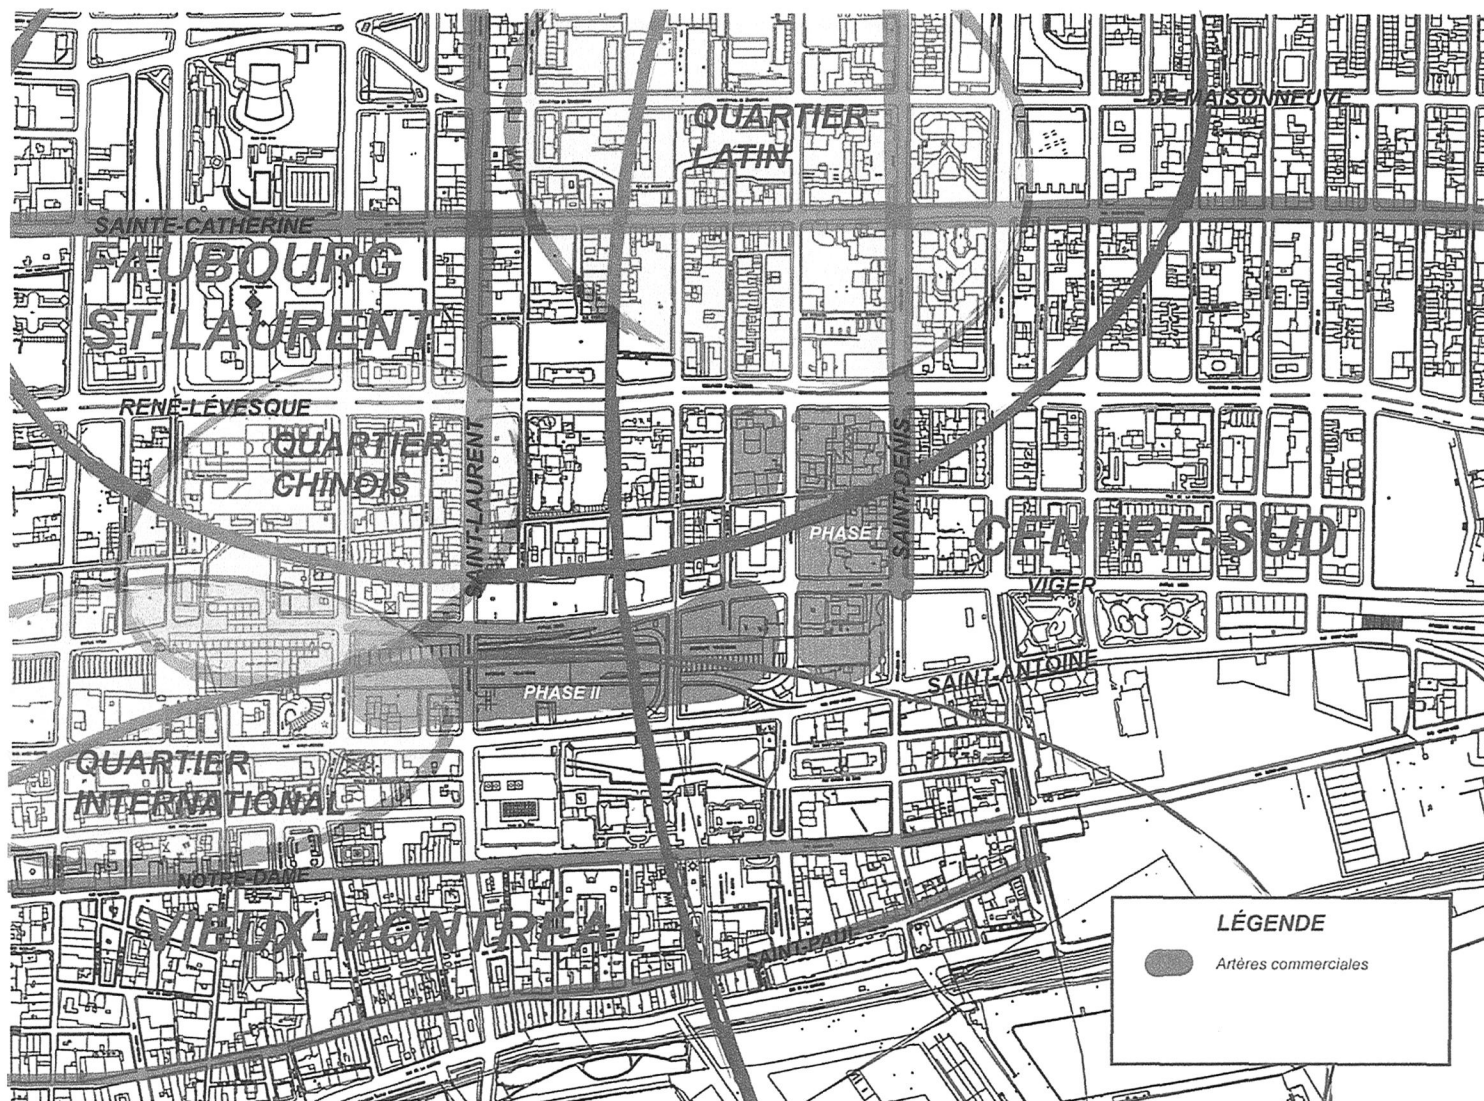 QUARTIER
LATIN
DE MAISONNEUVE
SAINTE-CATHERINE
FAUBOURG
ST-LAURENT
RENÉ-LÉVESQUE
QUARTIER
CHINOIS
SAINT-LAURENT
SAINT-DENIS
PHASE I
CENTRE-SUD
VIGER
SAINT-ANTOINE
PHASE II
QUARTIER
INTERNATIONAL
NOTRE-DAME
VIEUX-MONTRÉAL
SAINT-PAUL
LÉGENDE
Artères commerciales